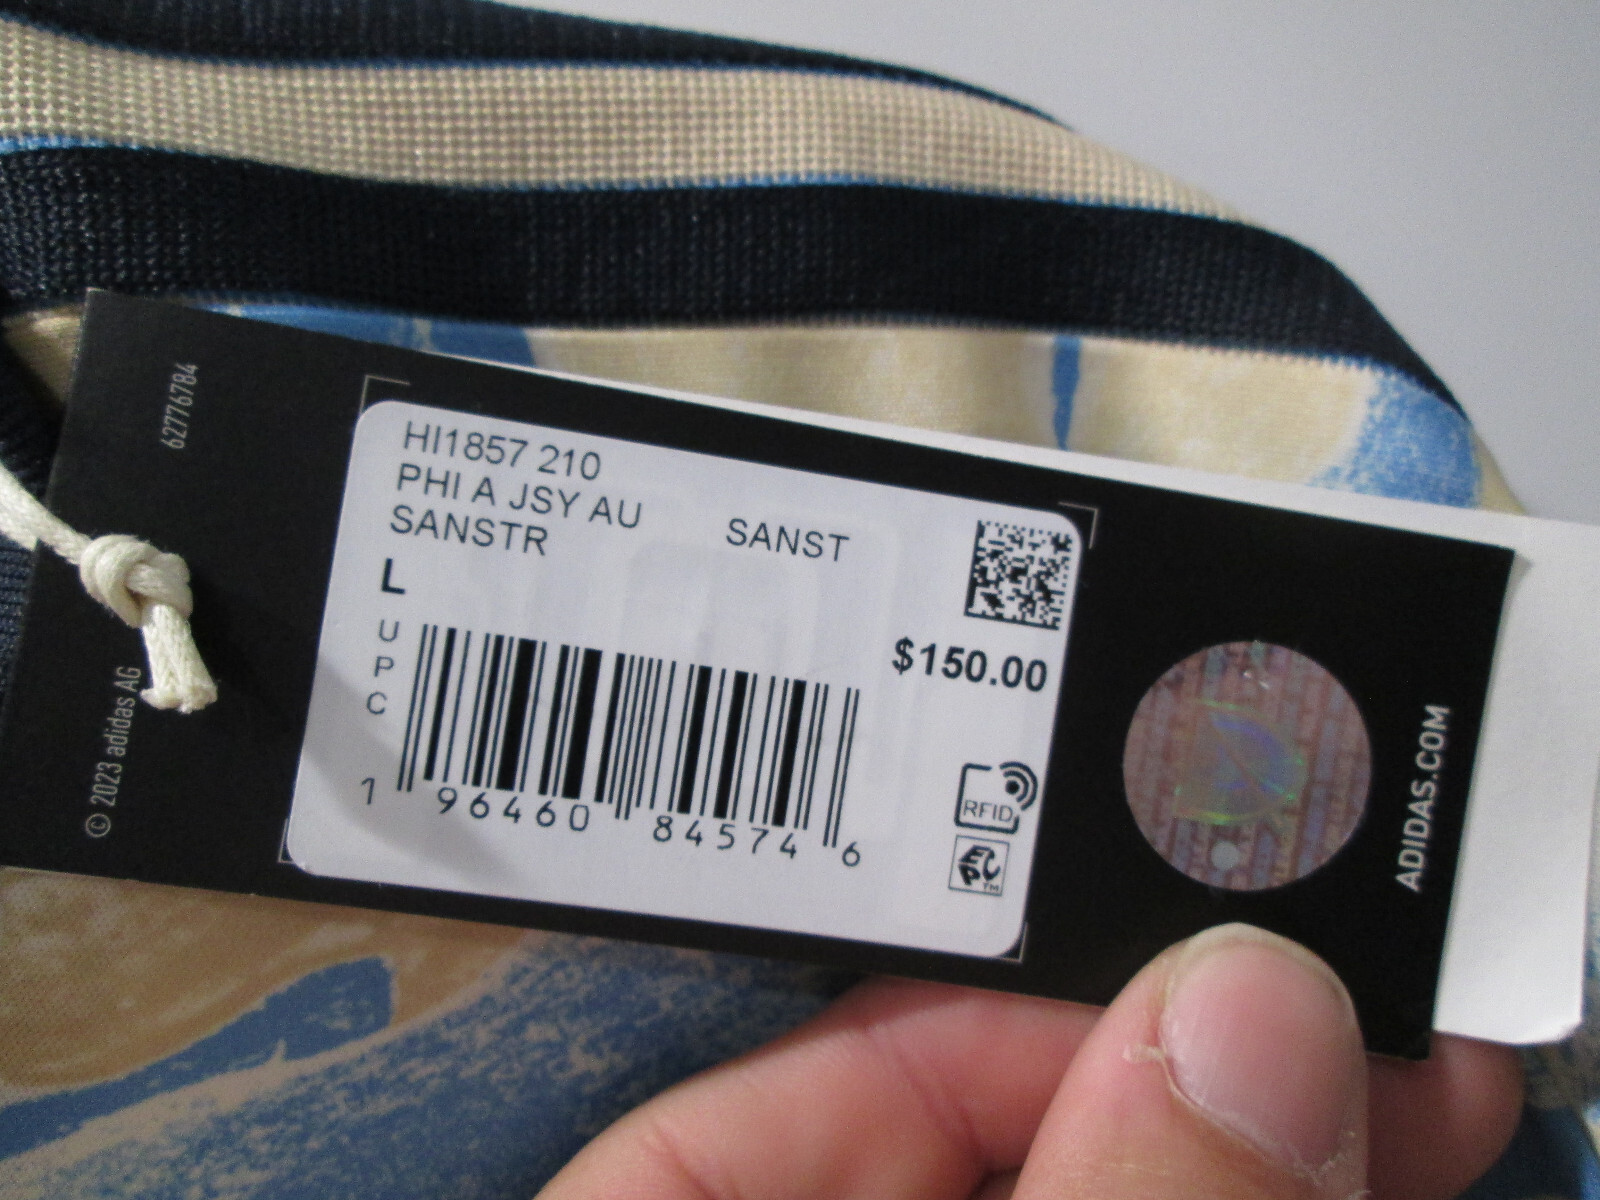 62776784
© 2023 adidas AG
HI1857 210
PHI A JSY AU
SANSTR SANST
L
$150.00
UPC
1 96460 84574 6
RFID
TM
ADIDAS.COM